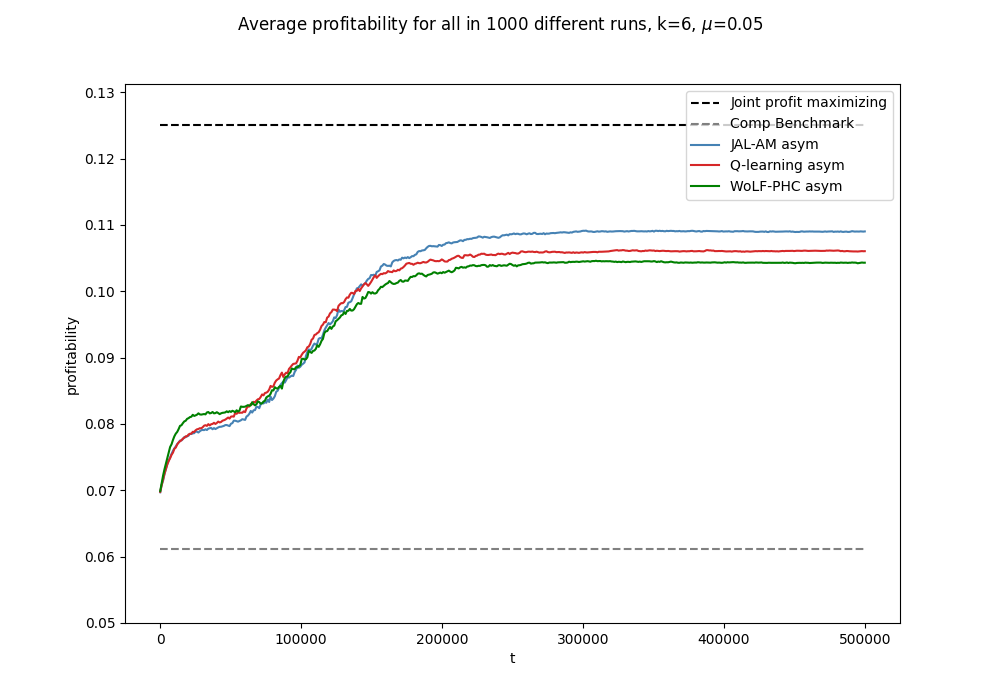 Average profitability for all in 1000 different runs, k=6, μ=0.05
0.13
0.12
0.11
0.10
0.09
0.08
0.07
0.06
0.05
profitability
Joint profit maximizing
Comp Benchmark
JAL-AM asym
Q-learning asym
WoLF-PHC asym
0
100000
200000
300000
400000
500000
t